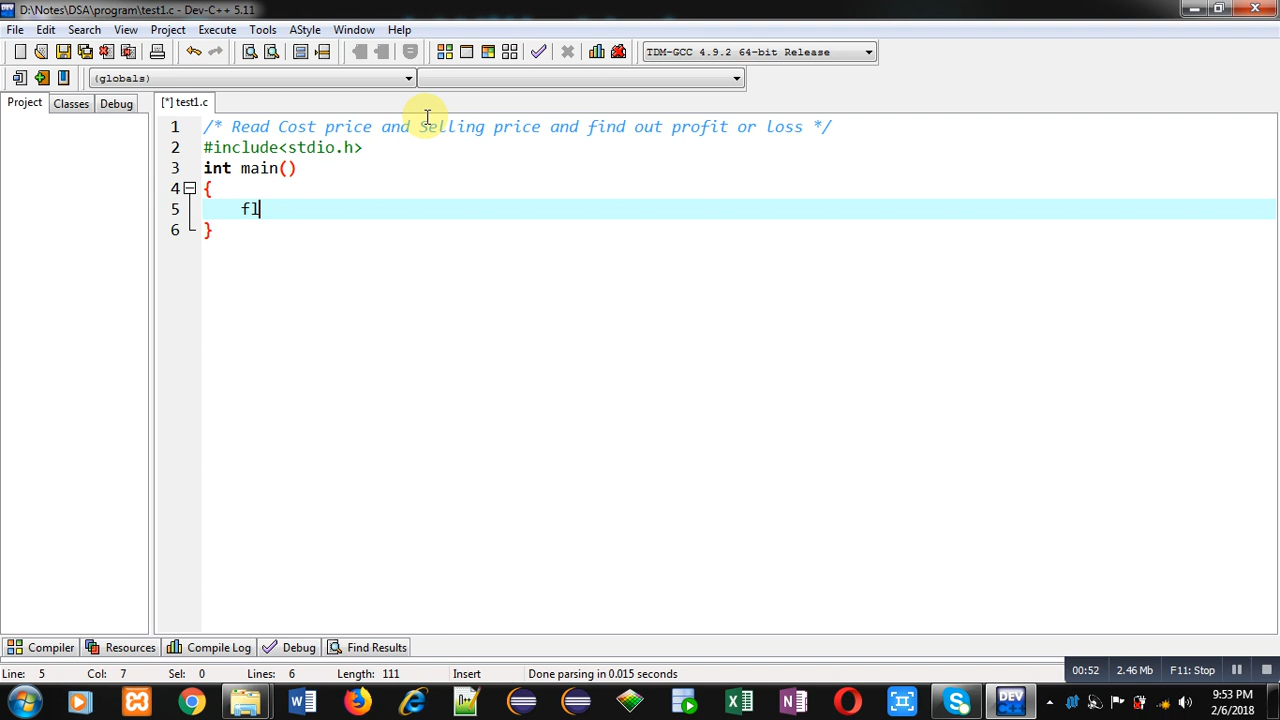 D:\Notes\DSA\program\test1.c - Dev-C++ 5.11
File Edit Search View Project Execute Tools AStyle Window Help
TDM-GCC 4.9.2 64-bit Release
(globals)
Project Classes Debug [*] test1.c
1 /* Read Cost price and Selling price and find out profit or loss */
2 #include<stdio.h>
3 int main()
4 {
5 fl
6 }
Compiler Resources Compile Log Debug Find Results
Line: 5 Col: 7 Sel: 0 Lines: 6 Length: 111 Insert Done parsing in 0.015 seconds 00:52 2.46 Mb F11: Stop
DEV C++
9:53 PM
2/6/2018